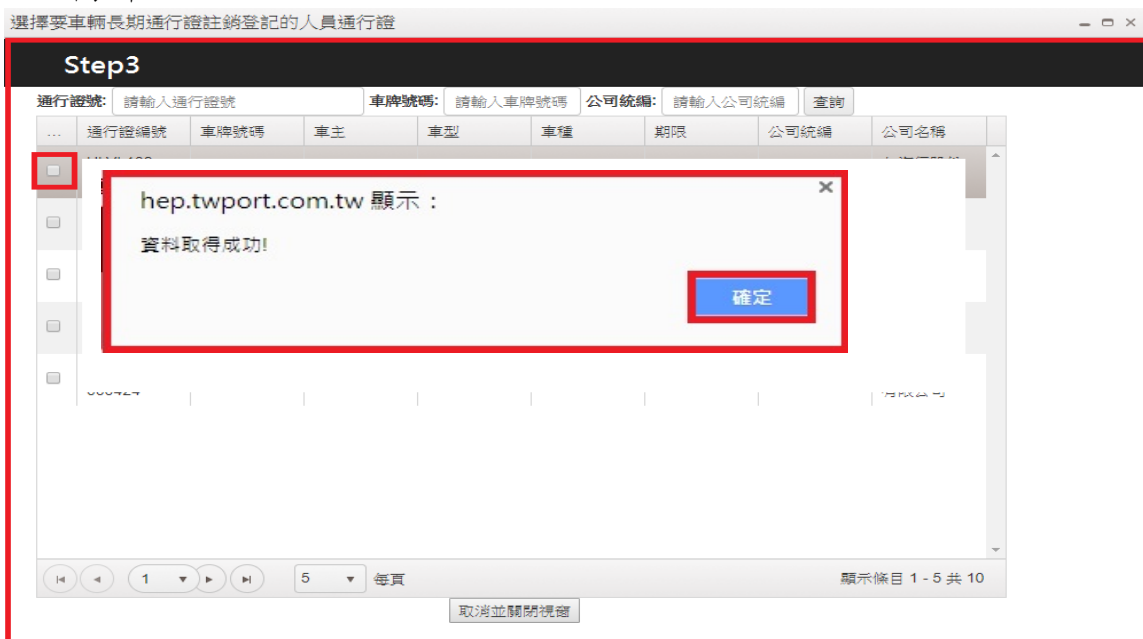 選擇要車輛長期通行證註銷登記的人員通行證
Step3
通行證號: 請輸入通行證號 車牌號碼: 請輸入車牌號碼 公司統編: 請輸入公司統編 查詢
... 通行證編號 車牌號碼 車主 車型 車種 期限 公司統編 公司名稱
hep.twport.com.tw 顯示：
資料取得成功!
確定
有限公司
1 5 每頁 顯示條目 1 - 5 共 10
取消並關閉視窗